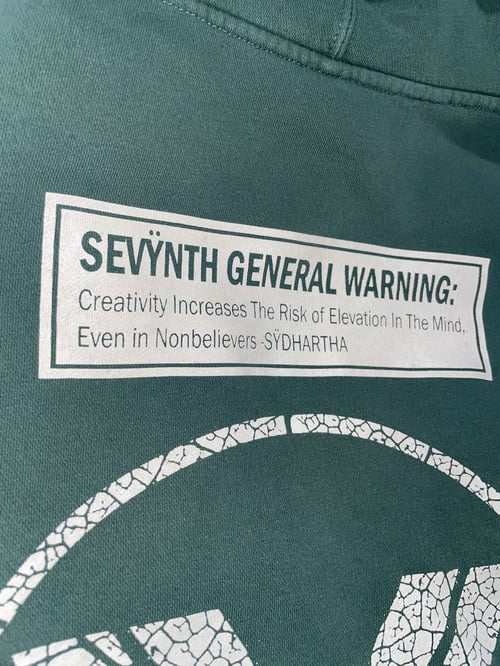 SEVŸNTH GENERAL WARNING:
Creativity Increases The Risk of Elevation In The Mind,
Even in Nonbelievers -SŸDHARTHA